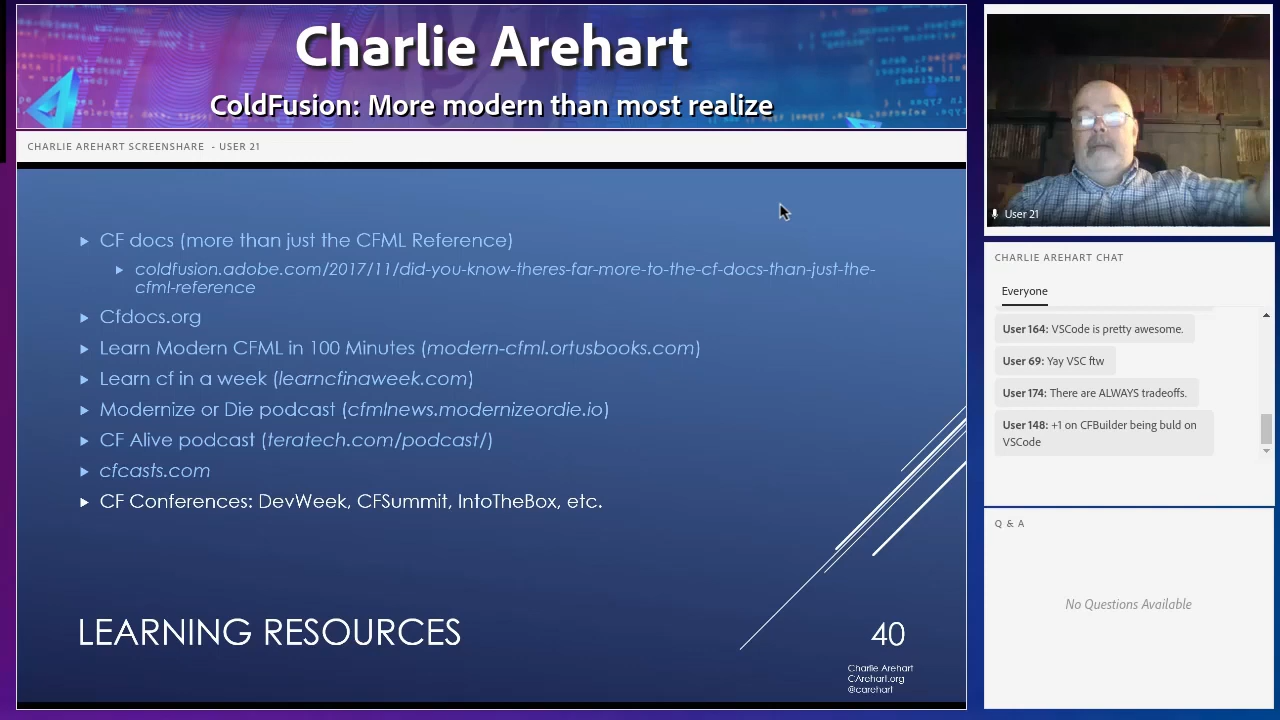 Charlie Arehart
ColdFusion: More modern than most realize
CHARLIE AREHART SCREENSHARE - USER 21
CF docs (more than just the CFML Reference)
coldfusion.adobe.com/2017/11/did-you-know-theres-far-more-to-the-cf-docs-than-just-the-
cfml-reference
Cfdocs.org
Learn Modern CFML in 100 Minutes (modern-cfml.ortusbooks.com)
Learn cf in a week (learncfinaweek.com)
Modernize or Die podcast (cfmlnews.modernizeordie.io)
CF Alive podcast (teratech.com/podcast/)
cfcasts.com
CF Conferences: DevWeek, CFSummit, IntoTheBox, etc.
LEARNING RESOURCES
40
Charlie Arehart
CArehart.org
@carehart
User 21
CHARLIE AREHART CHAT
Everyone
User 164: VSCode is pretty awesome.
User 69: Yay VSC ftw
User 174: There are ALWAYS tradeoffs.
User 148: +1 on CFBuilder being buld on
VSCode
Q & A
No Questions Available